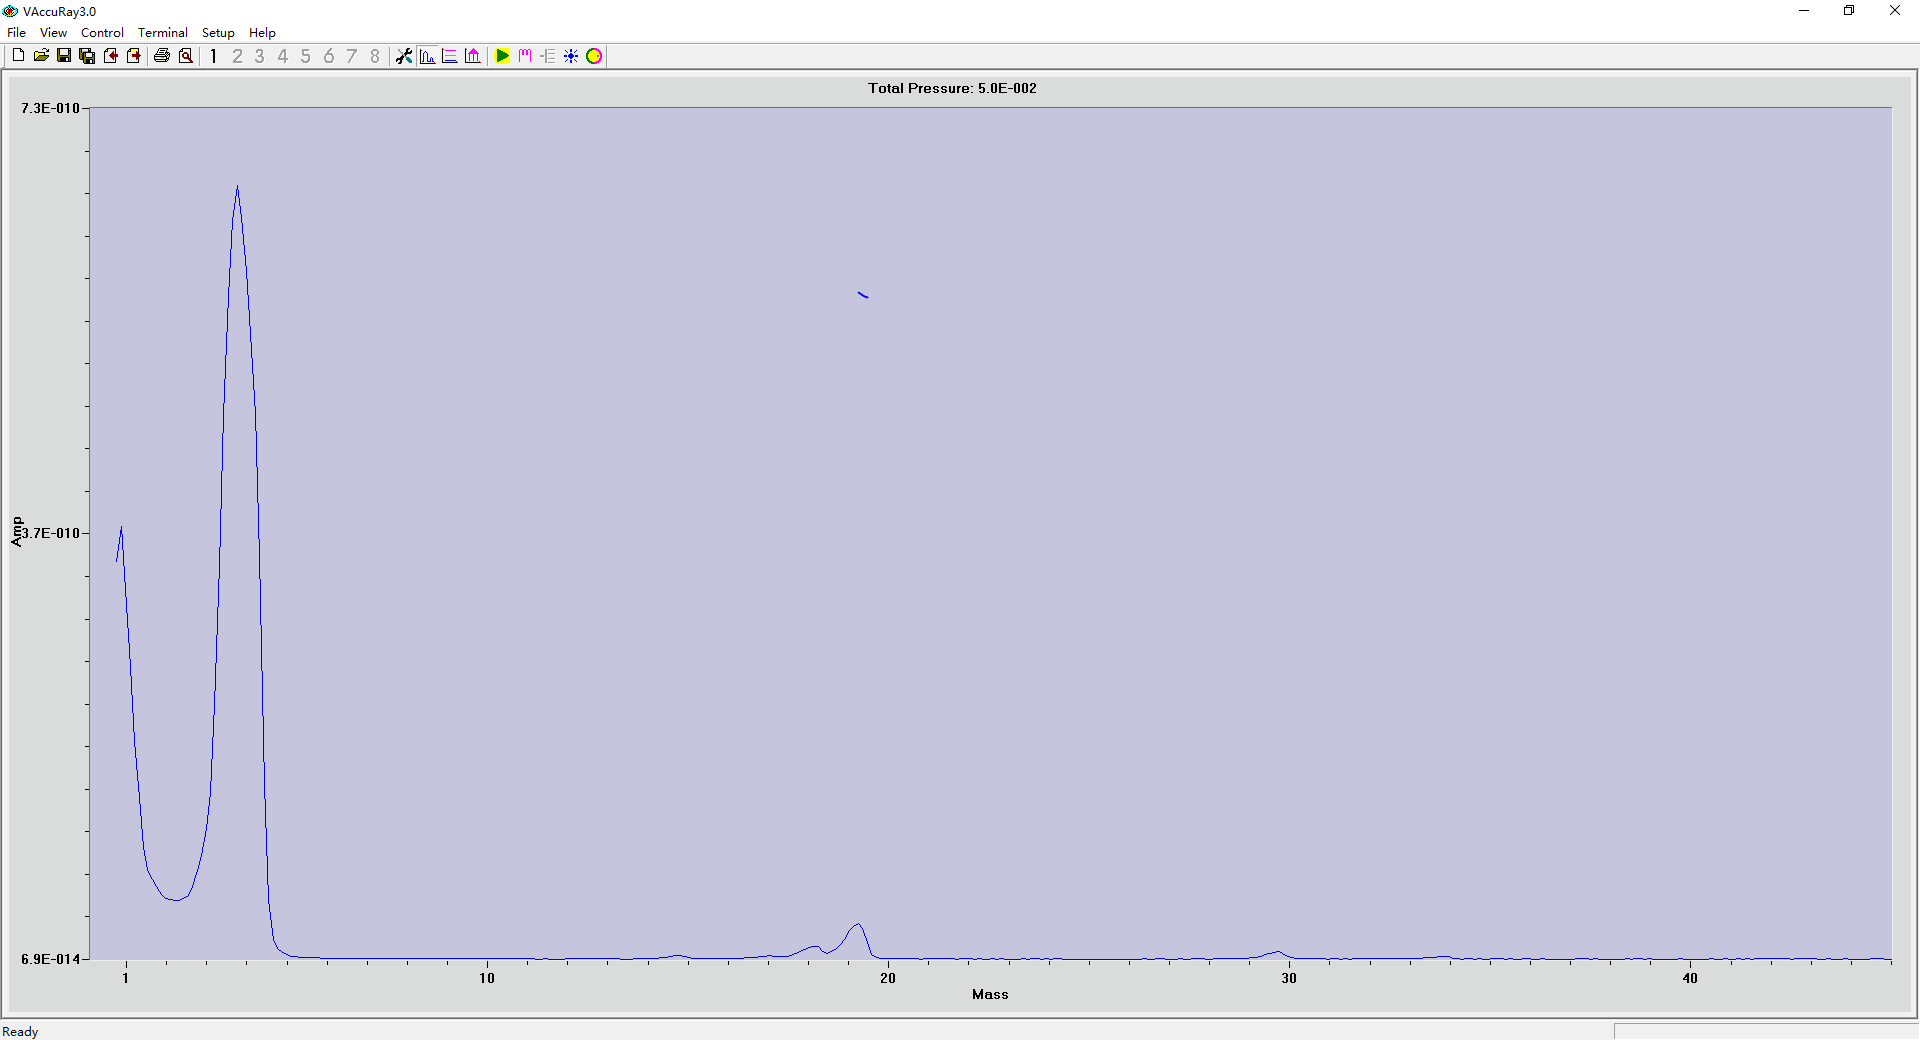 VAccuRay3.0
File View Control Terminal Setup Help
1 2 3 4 5 6 7 8
Total Pressure: 5.0E-002
7.3E-010
Amp
3.7E-010
6.9E-014
1 10 20 30 40
Mass
Ready